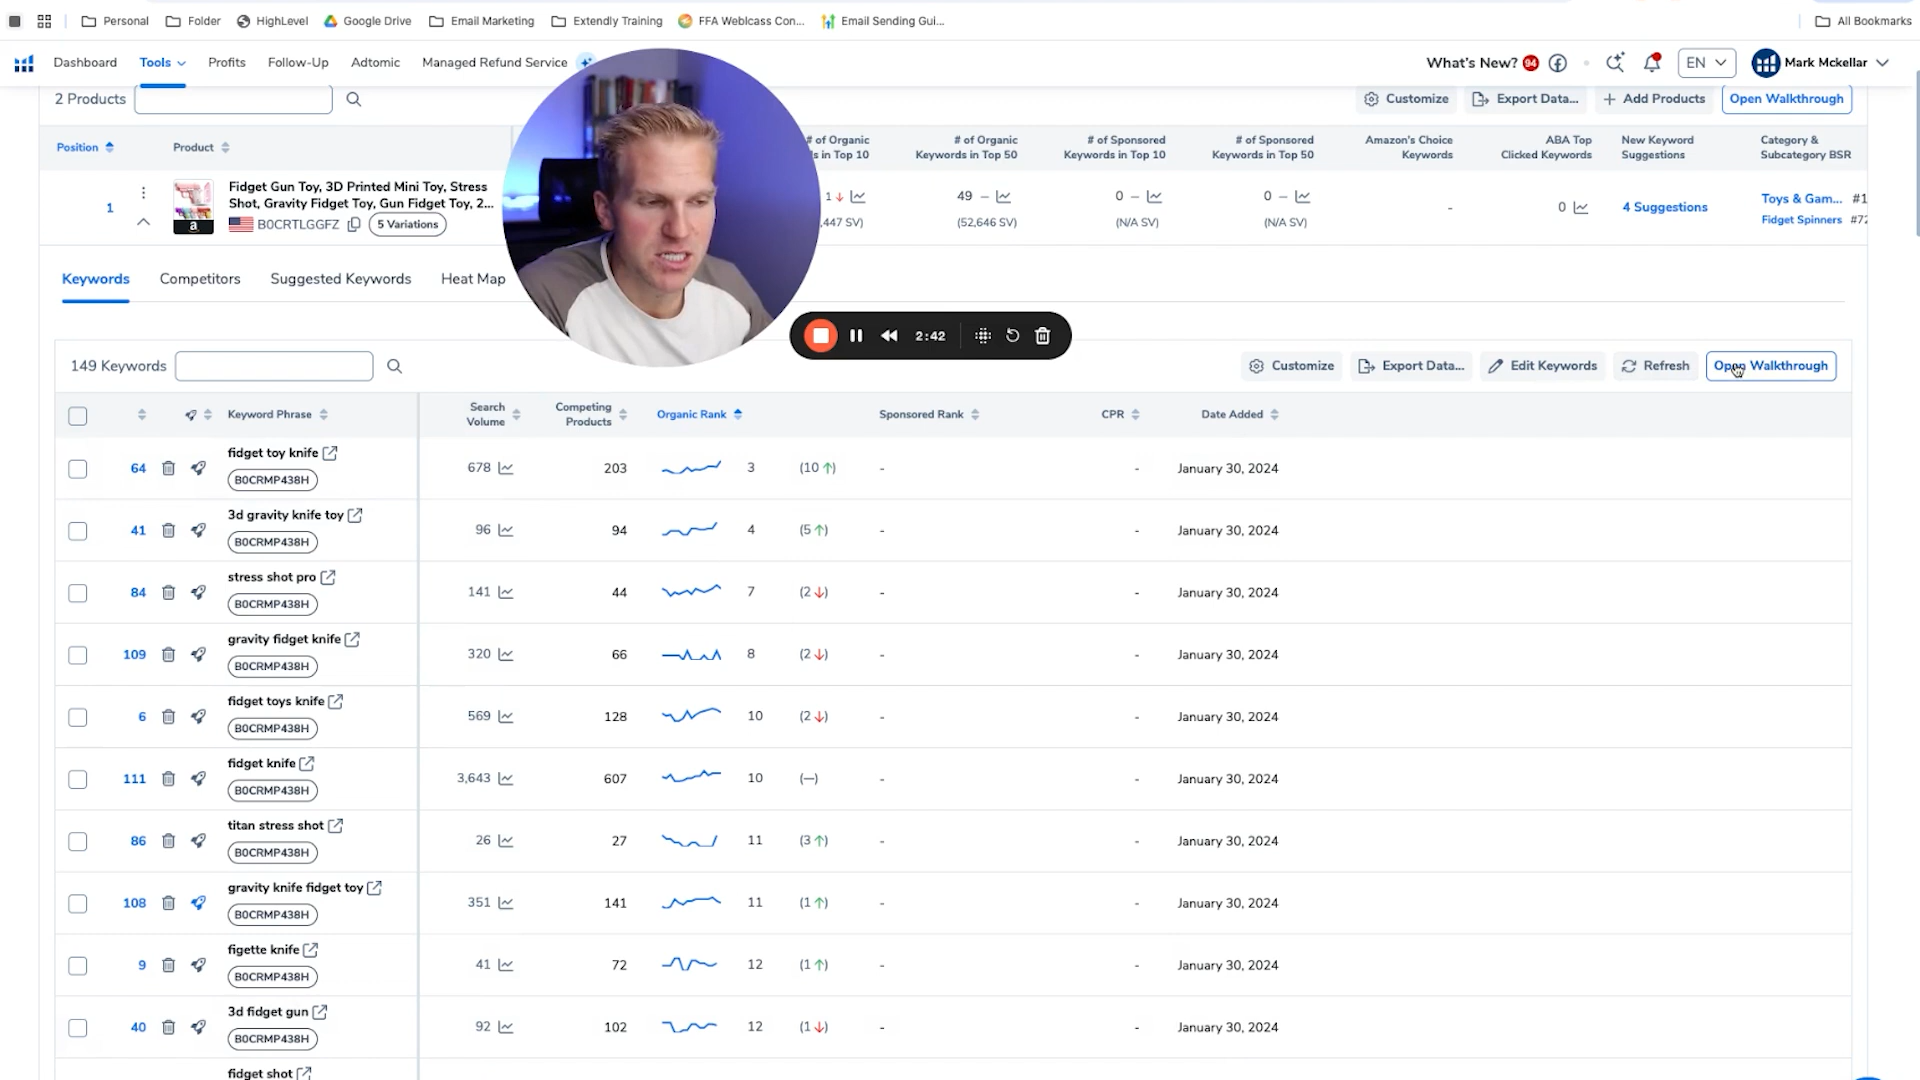 Personal Folder HighLevel Google Drive Email Marketing Extendly Training FFA Weblcass Con... Email Sending Gui... All Bookmarks
Dashboard Tools Profits Follow-Up Adtomic Managed Refund Service What's New? 94 EN Mark Mckellar
2 Products Customize Export Data... + Add Products Open Walkthrough
Position Product # of Organic Keywords in Top 50 # of Sponsored Keywords in Top 10 # of Sponsored Keywords in Top 50 Amazon's Choice Keywords ABA Top Clicked Keywords New Keyword Suggestions Category & Subcategory BSR
# of Organic
s in Top 10
Fidget Gun Toy, 3D Printed Mini Toy, Stress
Shot, Gravity Fidget Toy, Gun Fidget Toy, 2...
1 B0CRTLGGFZ 5 Variations
a
1 ↓ 49 – 0 – 0 – - 0 4 Suggestions Toys & Gam... #1
447 SV) (52,646 SV) (N/A SV) (N/A SV) Fidget Spinners #72
Keywords Competitors Suggested Keywords Heat Map
2:42
149 Keywords Customize Export Data... Edit Keywords Refresh Open Walkthrough
Keyword Phrase Search Volume Competing Products Organic Rank Sponsored Rank CPR Date Added
64 fidget toy knife 678 203 3 (10 ↑) - - January 30, 2024
B0CRMP438H
41 3d gravity knife toy 96 94 4 (5 ↑) - - January 30, 2024
B0CRMP438H
84 stress shot pro 141 44 7 (2 ↓) - - January 30, 2024
B0CRMP438H
109 gravity fidget knife 320 66 8 (2 ↓) - - January 30, 2024
B0CRMP438H
6 fidget toys knife 569 128 10 (2 ↓) - - January 30, 2024
B0CRMP438H
111 fidget knife 3,643 607 10 (—) - - January 30, 2024
B0CRMP438H
86 titan stress shot 26 27 11 (3 ↑) - - January 30, 2024
B0CRMP438H
108 gravity knife fidget toy 351 141 11 (1 ↑) - - January 30, 2024
B0CRMP438H
9 figette knife 41 72 12 (1 ↑) - - January 30, 2024
B0CRMP438H
40 3d fidget gun 92 102 12 (1 ↓) - - January 30, 2024
B0CRMP438H
fidget shot